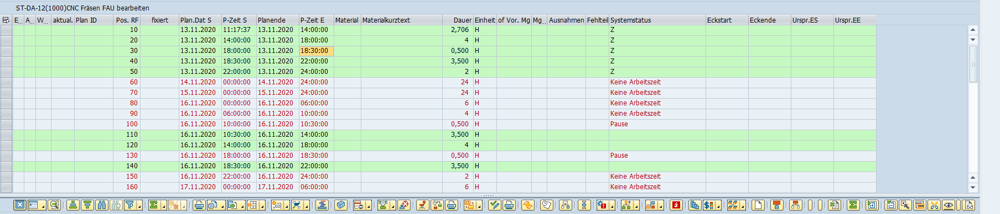 ST-DA-12(1000)CNC Fräsen FAU bearbeiten
E... A... W... aktual. Plan ID Pos. RF fixiert Plan.Dat S P-Zeit S Planende P-Zeit E Material Materialkurztext Dauer Einheit of Vor. Mg Mg... Ausnahmen Fehlteil Systemstatus Eckstart Eckende Urspr.ES Urspr.EE
10 13.11.2020 11:17:37 13.11.2020 14:00:00 2,706 H Z
20 13.11.2020 14:00:00 13.11.2020 18:00:00 4 H Z
30 13.11.2020 18:00:00 13.11.2020 18:30:00 0,500 H Z
40 13.11.2020 18:30:00 13.11.2020 22:00:00 3,500 H Z
50 13.11.2020 22:00:00 13.11.2020 24:00:00 2 H Z
60 14.11.2020 00:00:00 14.11.2020 24:00:00 24 H Keine Arbeitszeit
70 15.11.2020 00:00:00 15.11.2020 24:00:00 24 H Keine Arbeitszeit
80 16.11.2020 00:00:00 16.11.2020 06:00:00 6 H Keine Arbeitszeit
90 16.11.2020 06:00:00 16.11.2020 10:00:00 4 H Keine Arbeitszeit
100 16.11.2020 10:00:00 16.11.2020 10:30:00 0,500 H Pause
110 16.11.2020 10:30:00 16.11.2020 14:00:00 3,500 H
120 16.11.2020 14:00:00 16.11.2020 18:00:00 4 H
130 16.11.2020 18:00:00 16.11.2020 18:30:00 0,500 H Pause
140 16.11.2020 18:30:00 16.11.2020 22:00:00 3,500 H
150 16.11.2020 22:00:00 16.11.2020 24:00:00 2 H Keine Arbeitszeit
160 17.11.2020 00:00:00 17.11.2020 06:00:00 6 H Keine Arbeitszeit